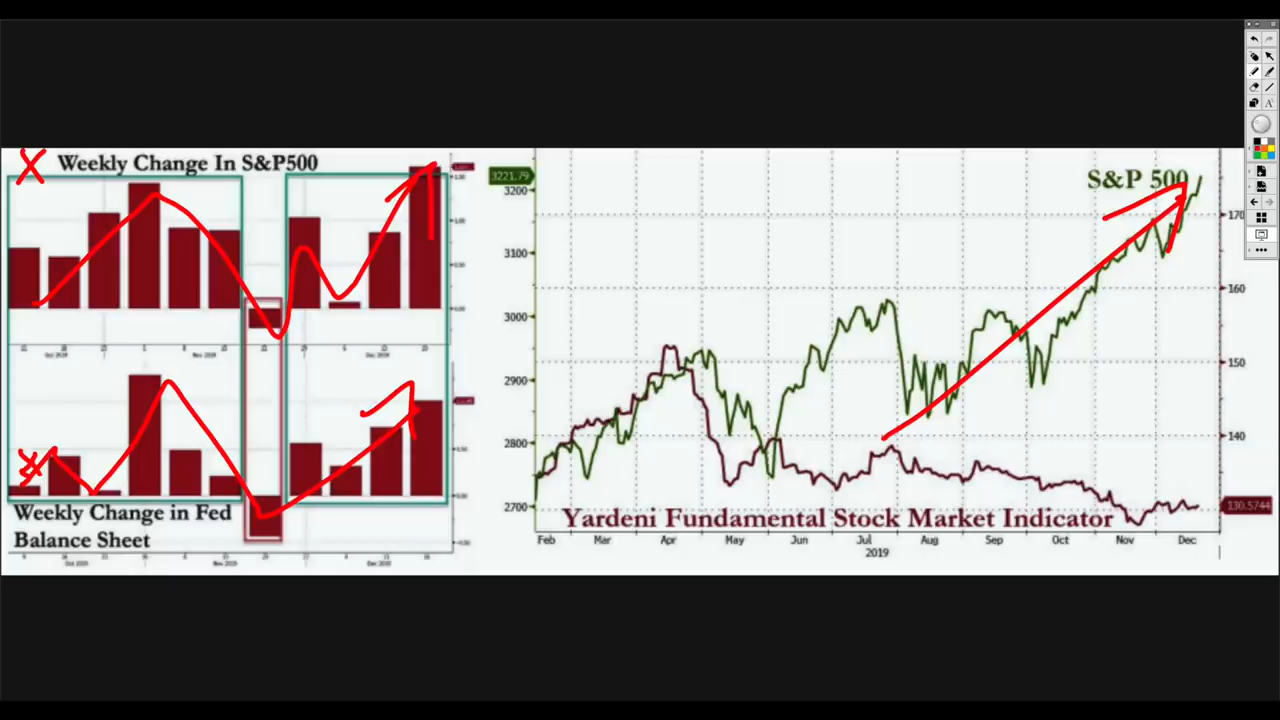 Weekly Change In S&P500
Weekly Change in Fed
Balance Sheet
S&P 500
3221.79
3200
3100
3000
2900
2800
2700
170
160
150
140
130.5744
Yardeni Fundamental Stock Market Indicator
Feb Mar Apr May Jun Jul Aug Sep Oct Nov Dec
2019